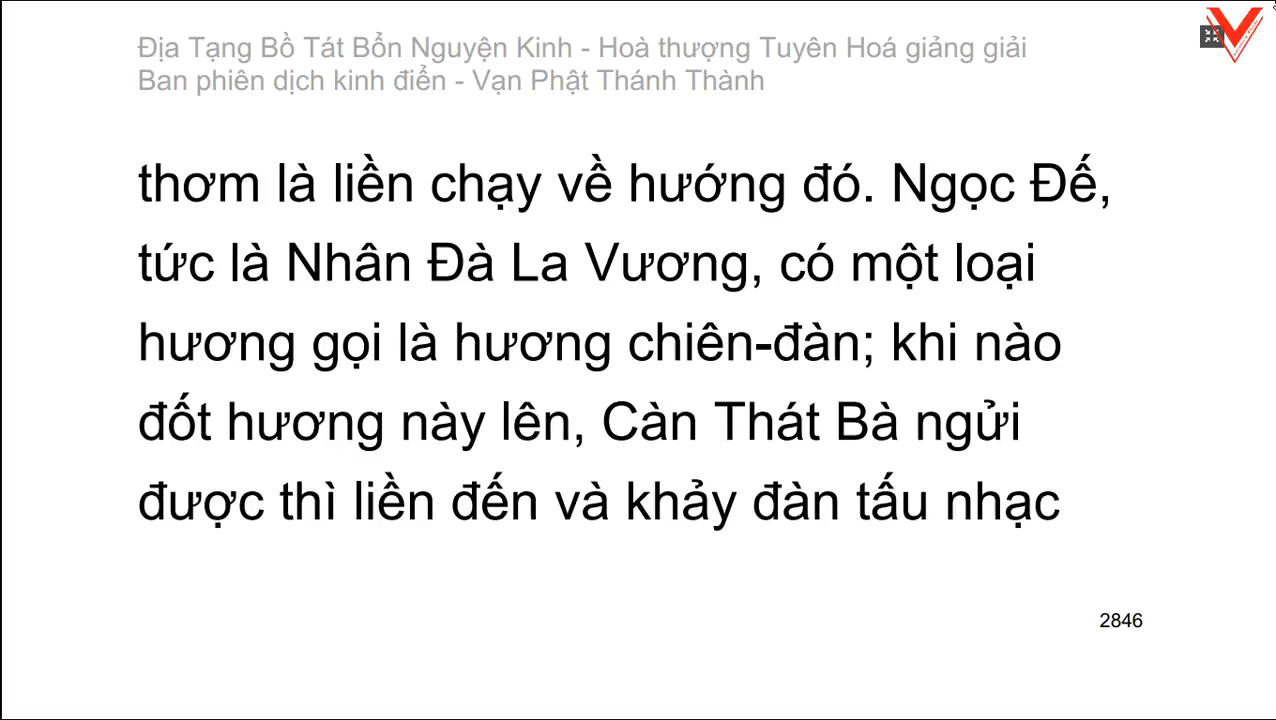 Địa Tạng Bồ Tát Bổn Nguyện Kinh - Hoà thượng Tuyên Hoá giảng giải
Ban phiên dịch kinh điển - Vạn Phật Thánh Thành
thơm là liền chạy về hướng đó. Ngọc Đế,
tức là Nhân Đà La Vương, có một loại
hương gọi là hương chiên-đàn; khi nào
đốt hương này lên, Càn Thát Bà ngửi
được thì liền đến và khảy đàn tấu nhạc
2846